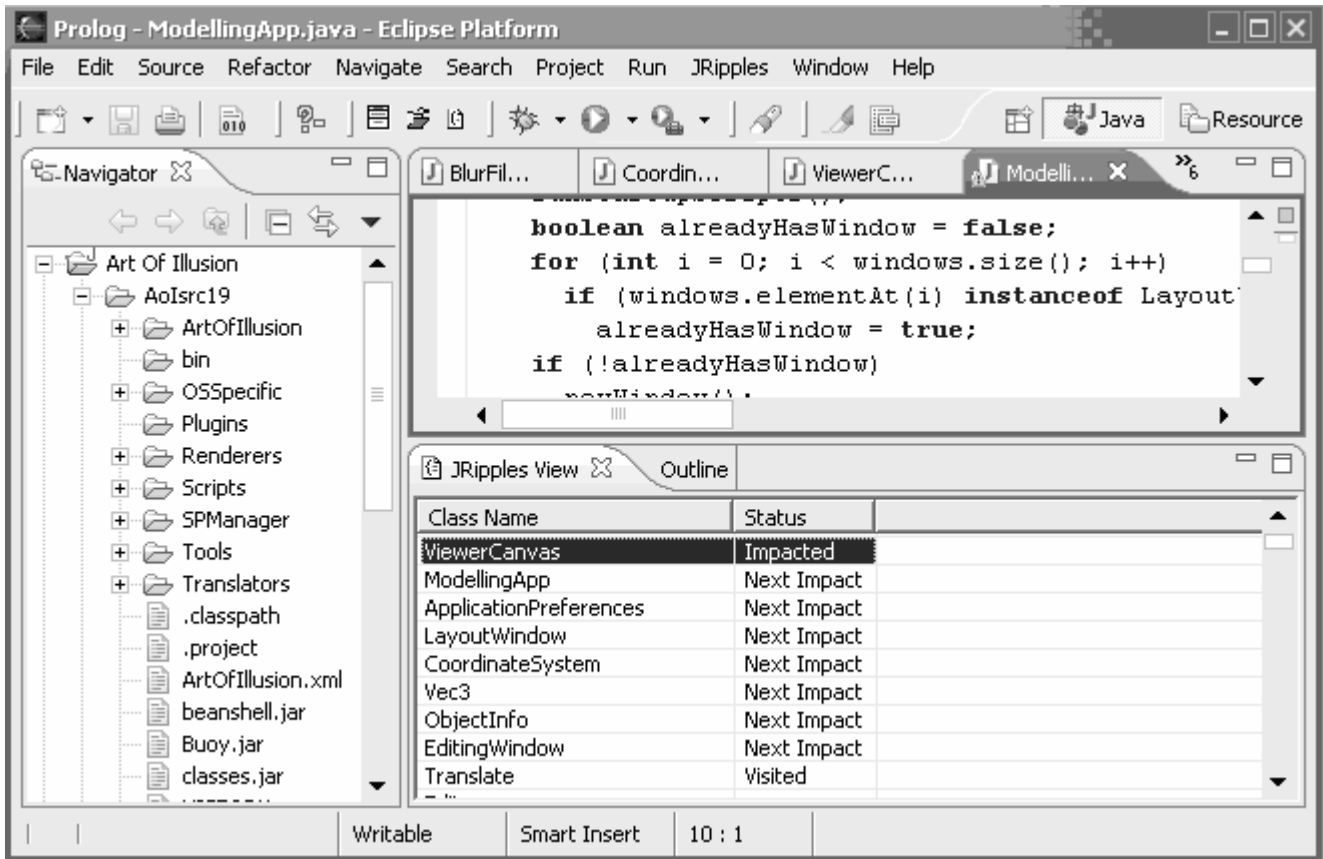 Prolog - ModellingApp.java - Eclipse Platform
File Edit Source Refactor Navigate Search Project Run JRipples Window Help
010
Java Resource
Navigator
BlurFil... Coordin... ViewerC... Modelli... »6
boolean alreadyHasWindow = false;
for (int i = 0; i < windows.size(); i++)
if (windows.elementAt(i) instanceof Layout
alreadyHasWindow = true;
if (!alreadyHasWindow)
newWindow();
Art Of Illusion
AoIsrc19
ArtOfIllusion
bin
OSSpecific
Plugins
Renderers
Scripts
SPManager
Tools
Translators
.classpath
.project
ArtOfIllusion.xml
beanshell.jar
Buoy.jar
classes.jar
JRipples View Outline
Class Name Status
ViewerCanvas Impacted
ModellingApp Next Impact
ApplicationPreferences Next Impact
LayoutWindow Next Impact
CoordinateSystem Next Impact
Vec3 Next Impact
ObjectInfo Next Impact
EditingWindow Next Impact
Translate Visited
Writable Smart Insert 10 : 1